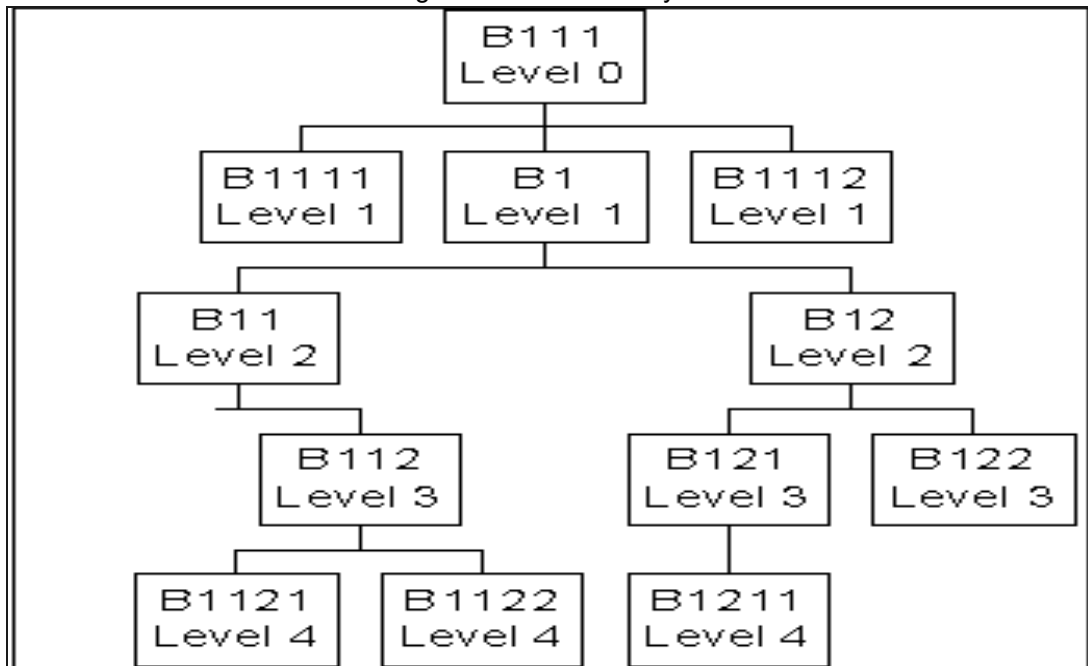 B111
Level 0
B1111
Level 1
B1
Level 1
B1112
Level 1
B11
Level 2
B12
Level 2
B112
Level 3
B121
Level 3
B122
Level 3
B1121
Level 4
B1122
Level 4
B1211
Level 4